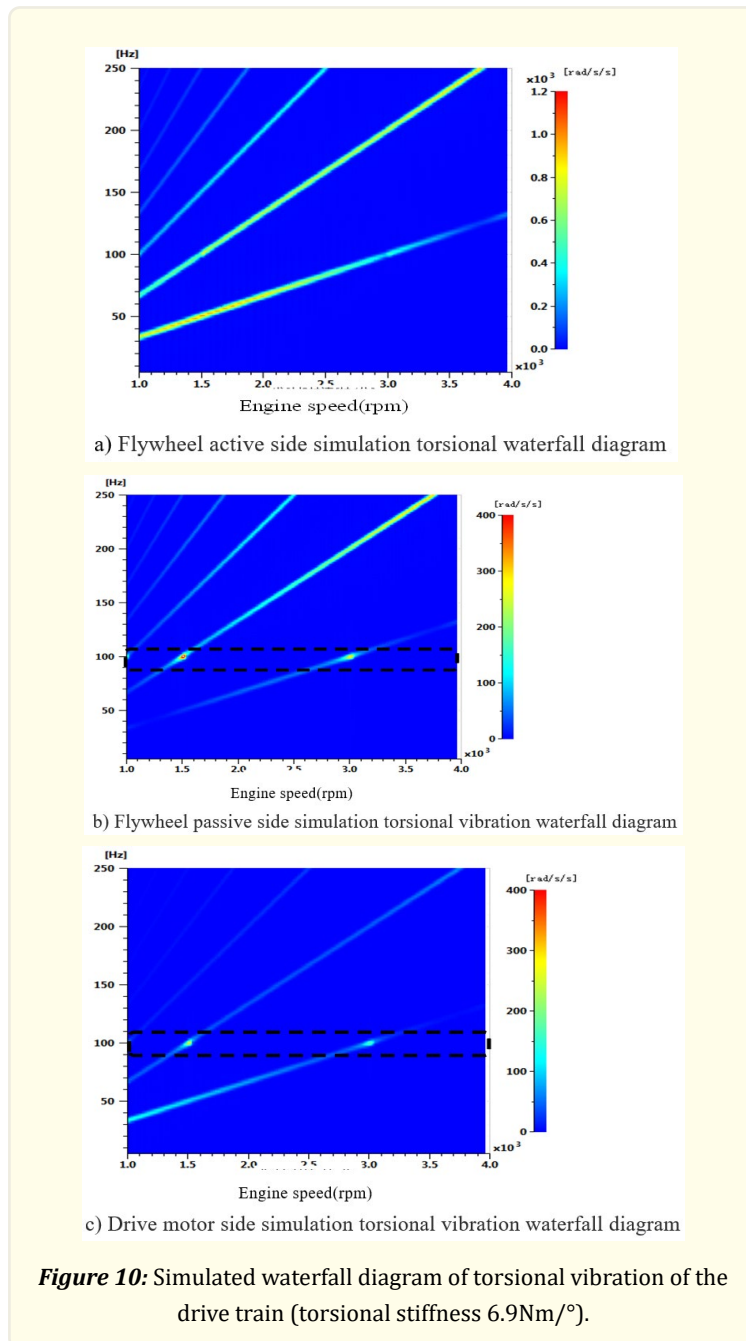 [Hz]
×10³ [rad/s/s]
250
200
150
100
50
1.2
1.0
0.8
0.6
0.4
0.2
0.0
×10³
1.0 1.5 2.0 2.5 3.0 3.5 4.0
Engine speed(rpm)
a) Flywheel active side simulation torsional waterfall diagram
[Hz]
[rad/s/s]
250
200
150
100
50
400
300
200
100
0
×10³
1.0 1.5 2.0 2.5 3.0 3.5 4.0
Engine speed(rpm)
b) Flywheel passive side simulation torsional vibration waterfall diagram
[Hz]
[rad/s/s]
250
200
150
100
50
400
300
200
100
0
×10³
1.0 1.5 2.0 2.5 3.0 3.5 4.0
Engine speed(rpm)
c) Drive motor side simulation torsional vibration waterfall diagram
Figure 10: Simulated waterfall diagram of torsional vibration of the
drive train (torsional stiffness 6.9Nm/°).